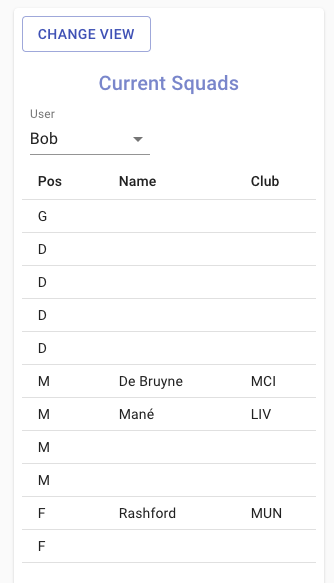 CHANGE VIEW
Current Squads
User
Bob
Pos Name Club
G
D
D
D
D
M De Bruyne MCI
M Mané LIV
M
M
F Rashford MUN
F